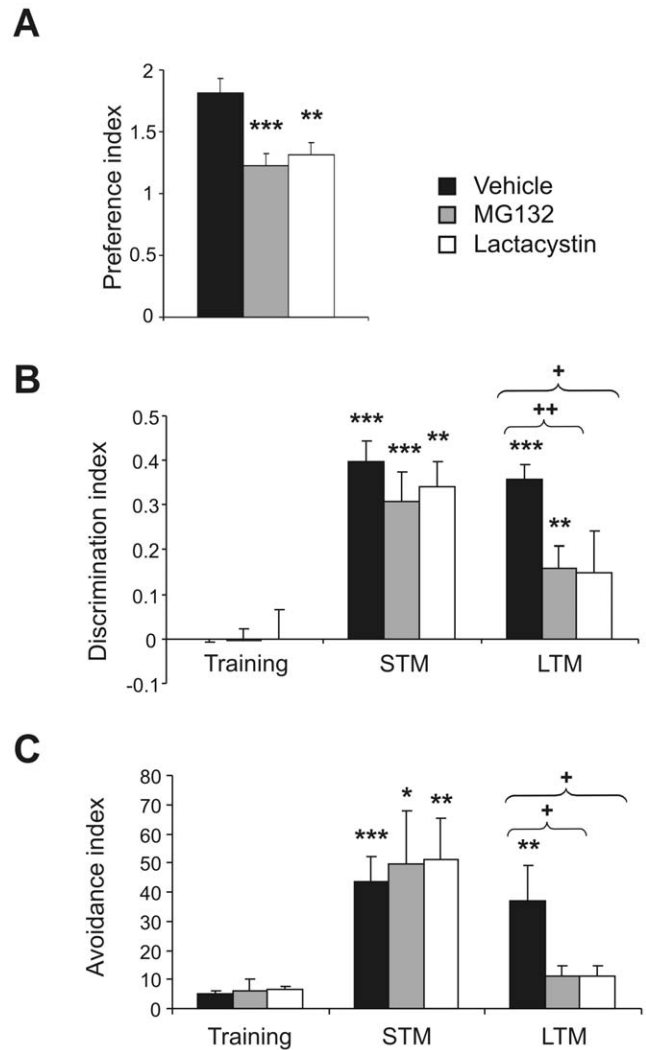 A
Preference index
2
1.5
1
0.5
0
***
**
Vehicle
MG132
Lactacystin
B
Discrimination index
0.5
0.4
0.3
0.2
0.1
0
-0.1
***
***
**
+
++
***
**
Training
STM
LTM
C
Avoidance index
80
70
60
50
40
30
20
10
0
***
*
**
+
+
**
Training
STM
LTM